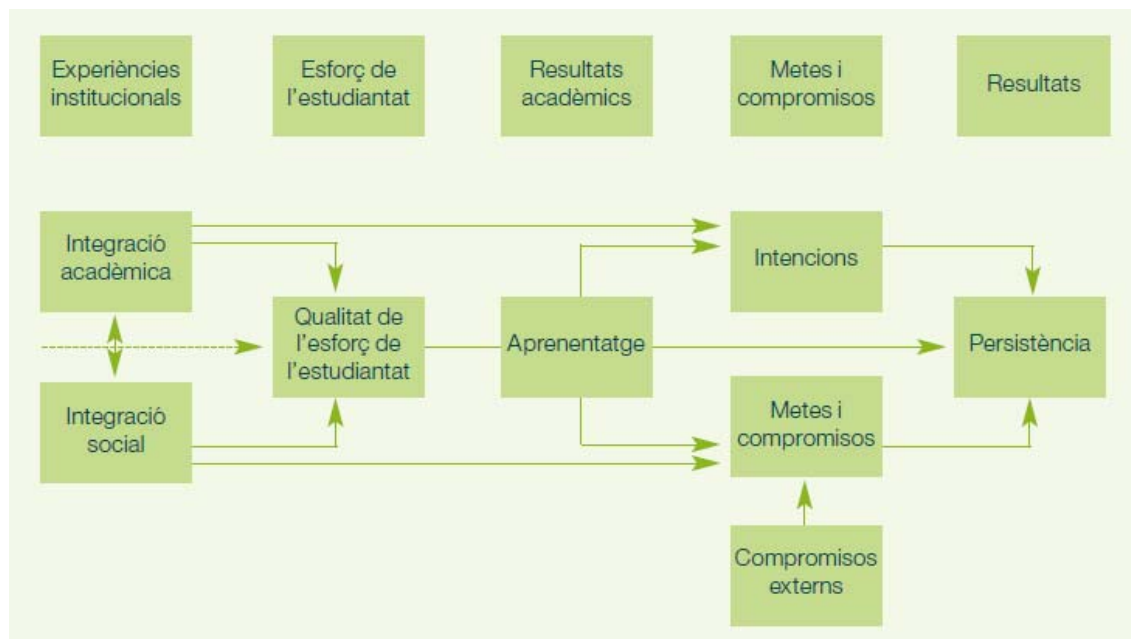 Experiències
institucionals
Esforç de
l'estudiantat
Resultats
acadèmics
Metes i
compromisos
Resultats
Integració
acadèmica
Intencions
Qualitat de
l'esforç de
l'estudiantat
Aprenentatge
Persistència
Integració
social
Metes i
compromisos
Compromisos
externs